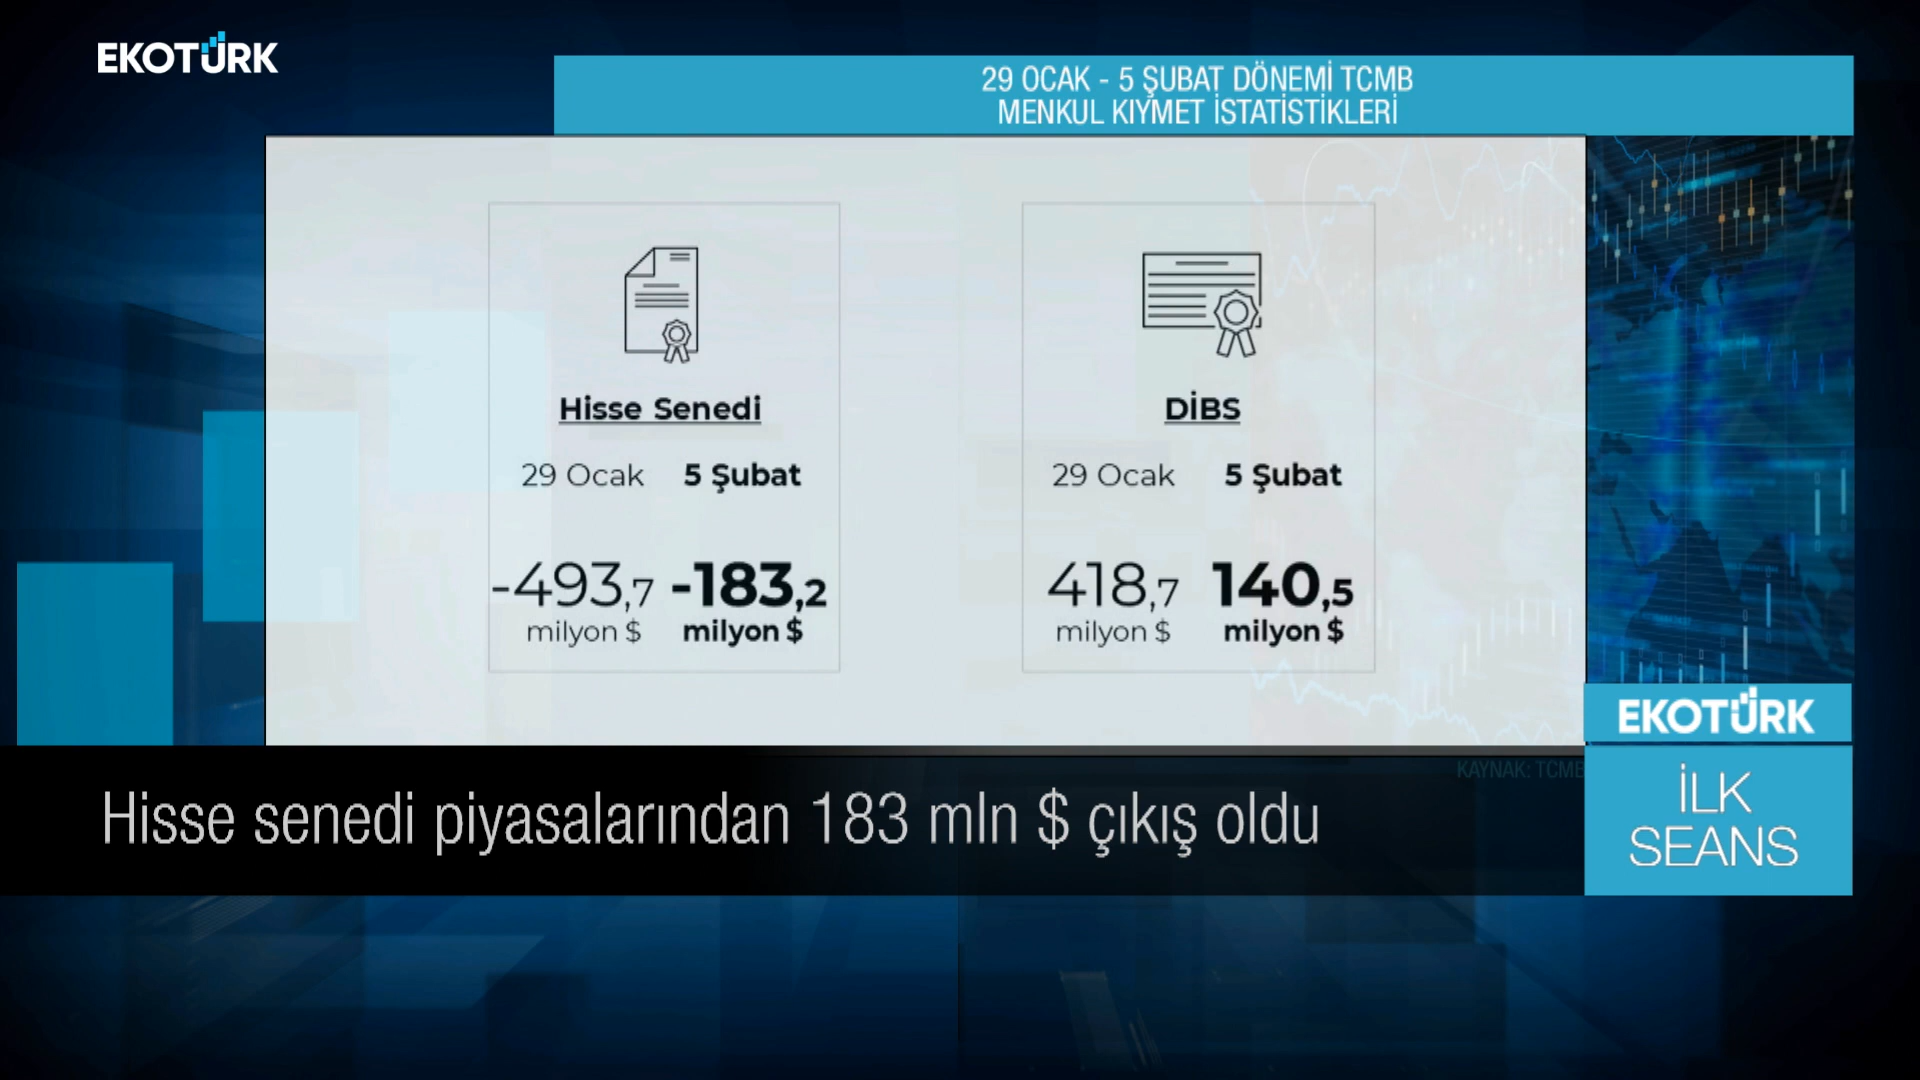 EKOTÜRK
29 OCAK - 5 ŞUBAT DÖNEMİ TCMB
MENKUL KIYMET İSTATİSTİKLERİ
Hisse Senedi
29 Ocak 5 Şubat
-493,7 -183,2
milyon $ milyon $
DİBS
29 Ocak 5 Şubat
418,7 140,5
milyon $ milyon $
KAYNAK: TCMB
Hisse senedi piyasalarından 183 mln $ çıkış oldu
EKOTÜRK
İLK
SEANS